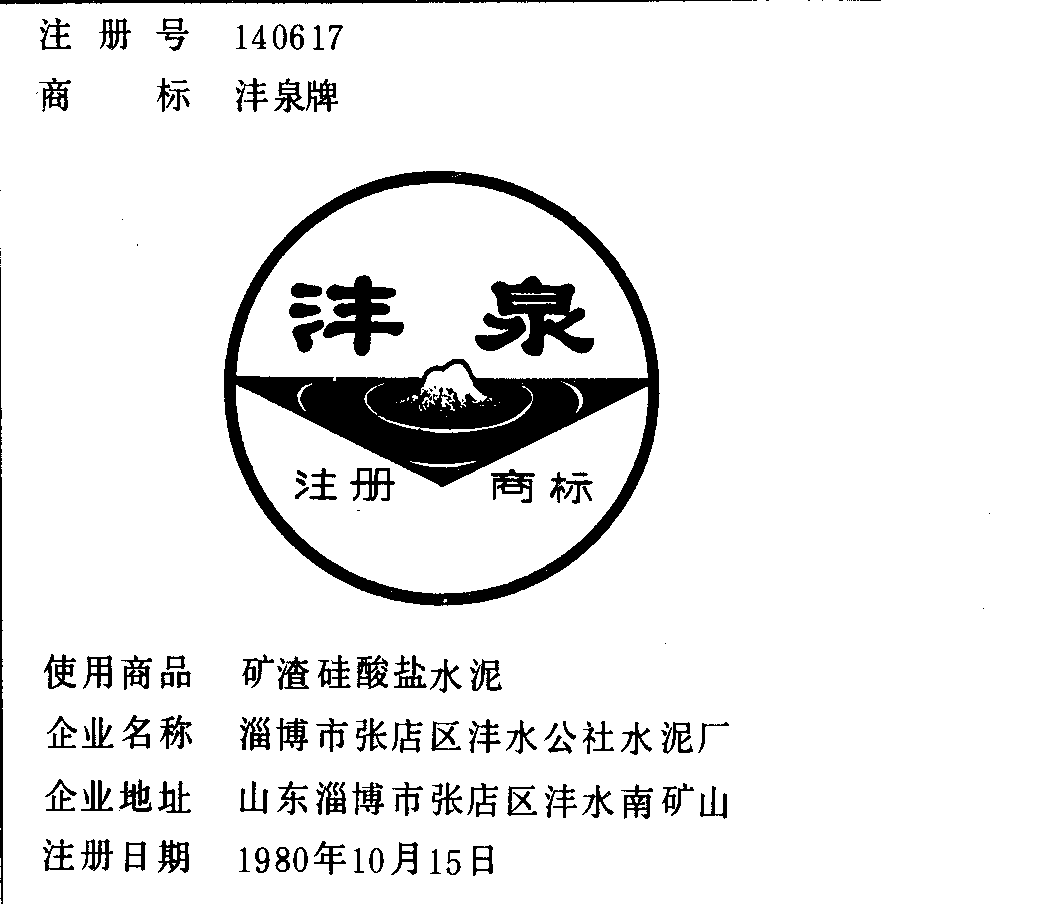 注册号 140617
商标 沣泉牌
沣泉
注册 商标
使用商品 矿渣硅酸盐水泥
企业名称 淄博市张店区沣水公社水泥厂
企业地址 山东淄博市张店区沣水南矿山
注册日期 1980年10月15日